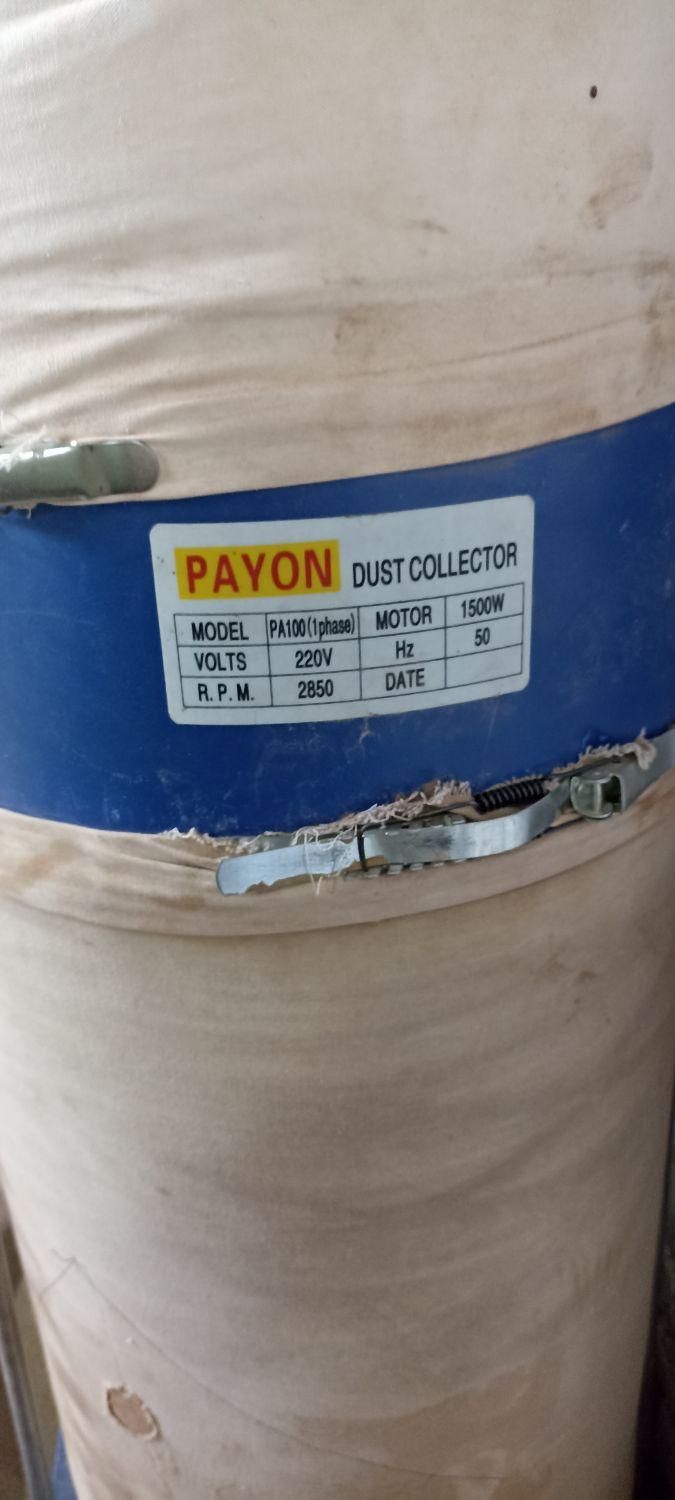 PAYON DUST COLLECTOR
MODEL PA100(1phase) MOTOR 1500W
VOLTS 220V Hz 50
R.P.M. 2850 DATE